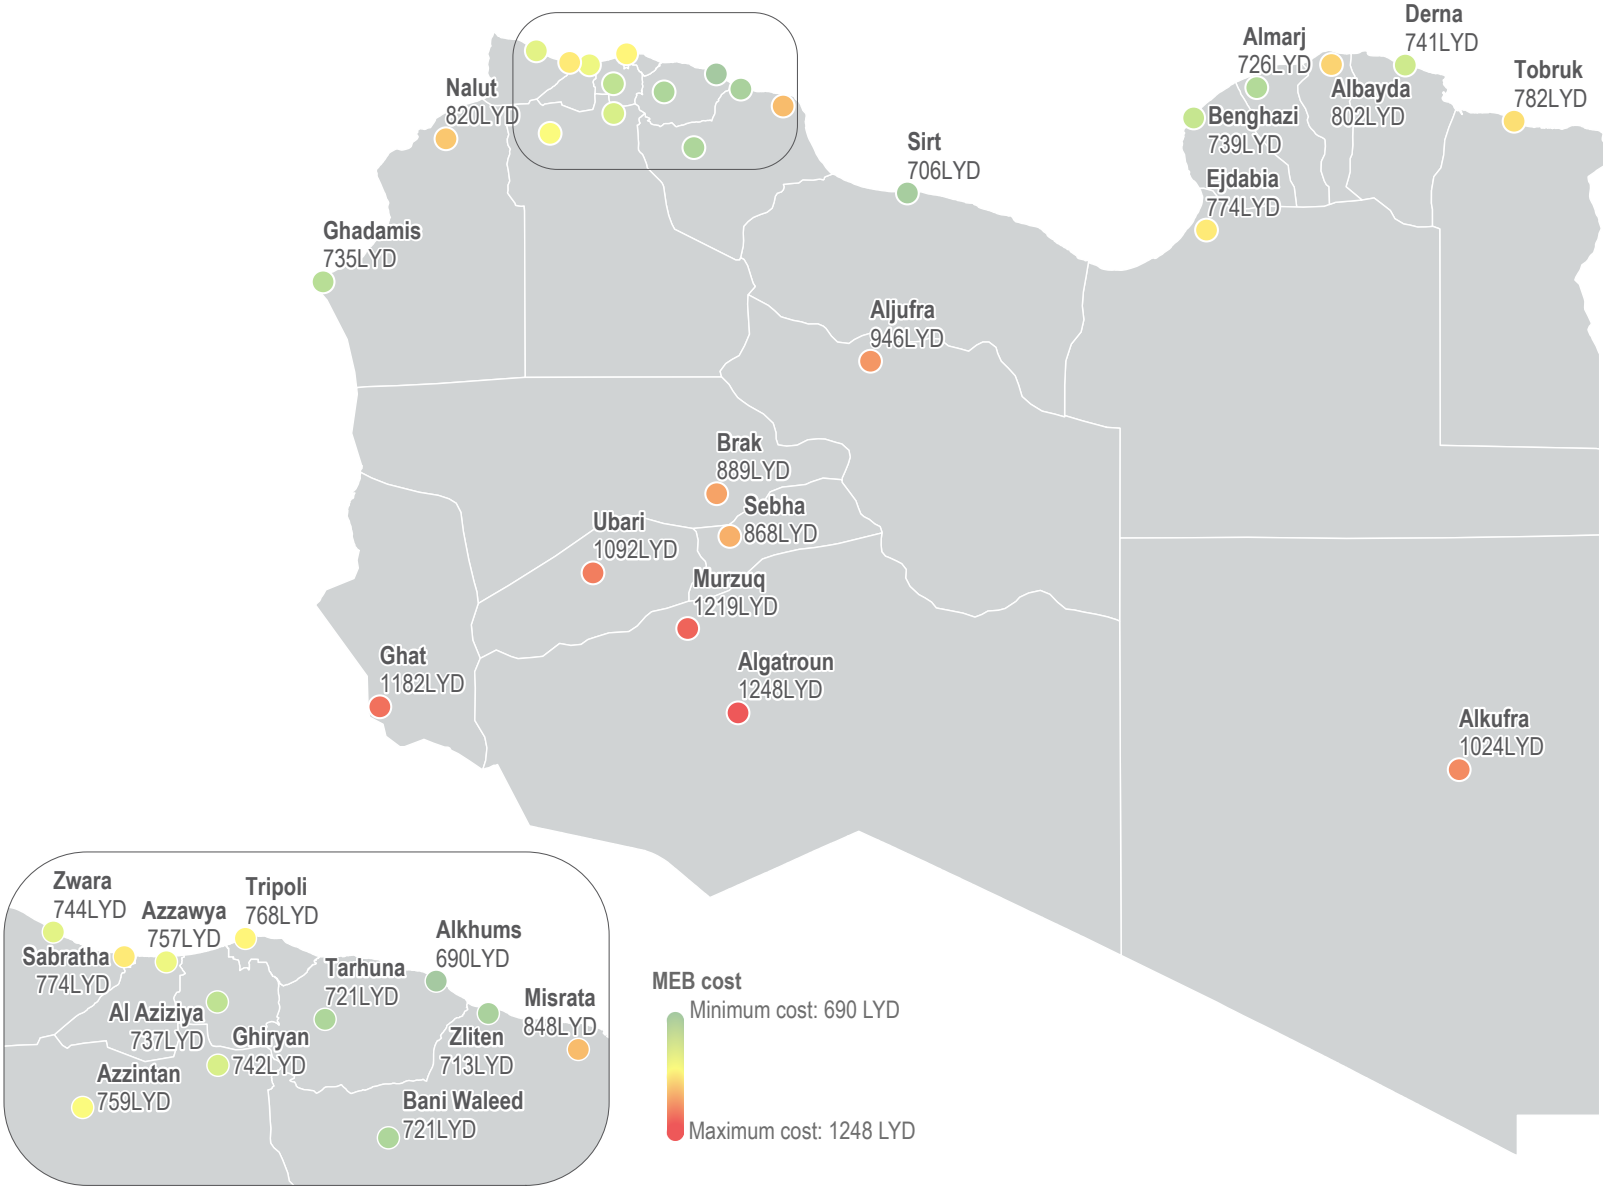 Derna
741LYD
Almarj
726LYD
Tobruk
782LYD
Nalut
820LYD
Albayda
802LYD
Benghazi
739LYD
Sirt
706LYD
Ejdabia
774LYD
Ghadamis
735LYD
Aljufra
946LYD
Brak
889LYD
Sebha
868LYD
Ubari
1092LYD
Murzuq
1219LYD
Ghat
1182LYD
Algatroun
1248LYD
Alkufra
1024LYD
Zwara
744LYD
Tripoli
768LYD
Azzawya
757LYD
Alkhums
690LYD
Sabratha
774LYD
Tarhuna
721LYD
Misrata
848LYD
Al Aziziya
737LYD
Ghiryan
742LYD
Zliten
713LYD
Azzintan
759LYD
Bani Waleed
721LYD
MEB cost
Minimum cost: 690 LYD
Maximum cost: 1248 LYD